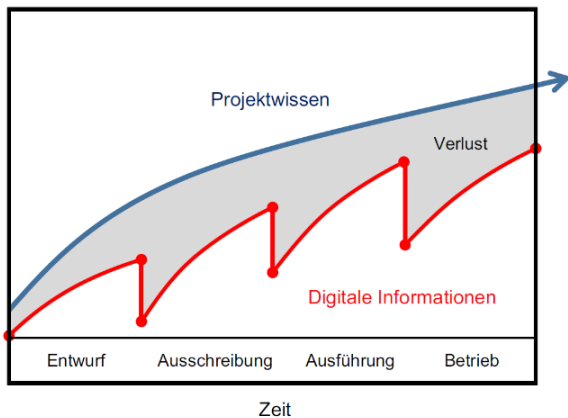 Projektwissen
Verlust
Digitale Informationen
Entwurf Ausschreibung Ausführung Betrieb
Zeit